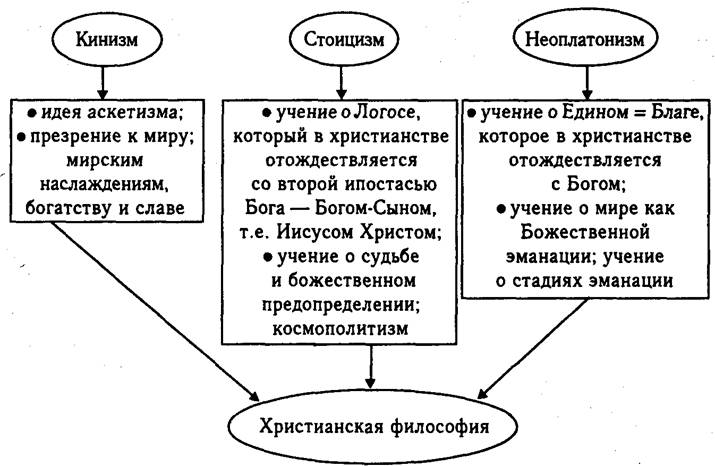 Кинизм
Стоицизм
Неоплатонизм
● идея аскетизма;
● презрение к миру;
мирским
наслаждениям,
богатству и славе
● учение о Логосе,
который в христианстве
отождествляется
со второй ипостасью
Бога — Богом-Сыном,
т.е. Иисусом Христом;
● учение о судьбе
и божественном
предопределении;
космополитизм
● учение о Едином = Благе,
которое в христианстве
отождествляется
с Богом;
● учение о мире как
Божественной
эманации; учение
о стадиях эманации
Христианская философия